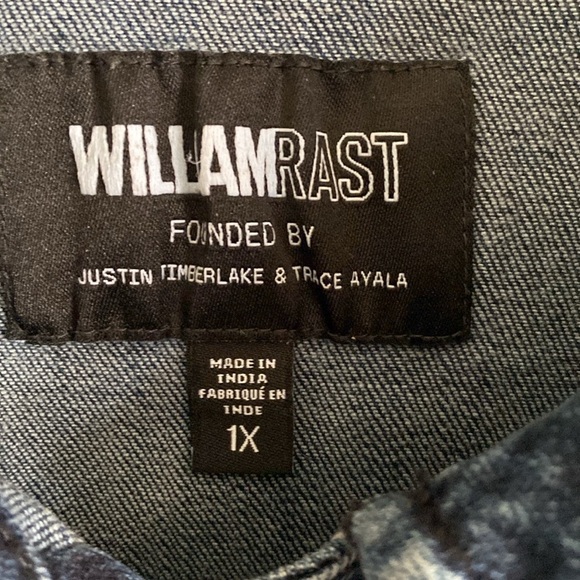 WILLIAMRAST
FOUNDED BY
JUSTIN TIMBERLAKE & TRACE AYALA
MADE IN
INDIA
FABRIQUÉ EN
INDE
1X